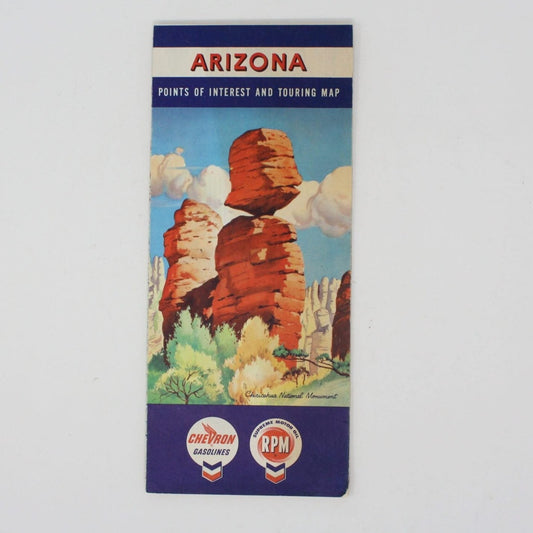 ARIZONA
POINTS OF INTEREST AND TOURING MAP
Chiricahua National Monument
CHEVRON
GASOLINES
SUPREME MOTOR OIL
RPM